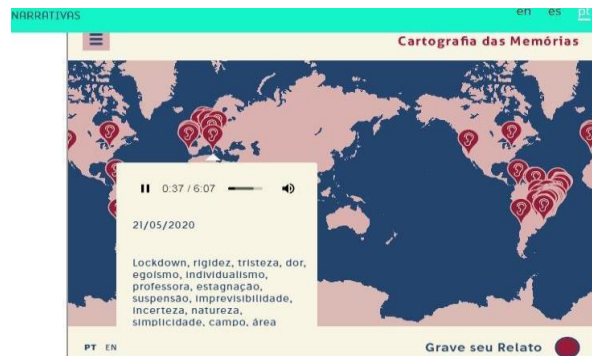 NARRATIVAS
en es pt
Cartografia das Memórias
0:37 / 6:07
21/05/2020
Lockdown, rigidez, tristeza, dor,
egoísmo, individualismo,
professora, estagnação,
suspensão, imprevisibilidade,
incerteza, natureza,
simplicidade, campo, área
PT EN
Grave seu Relato